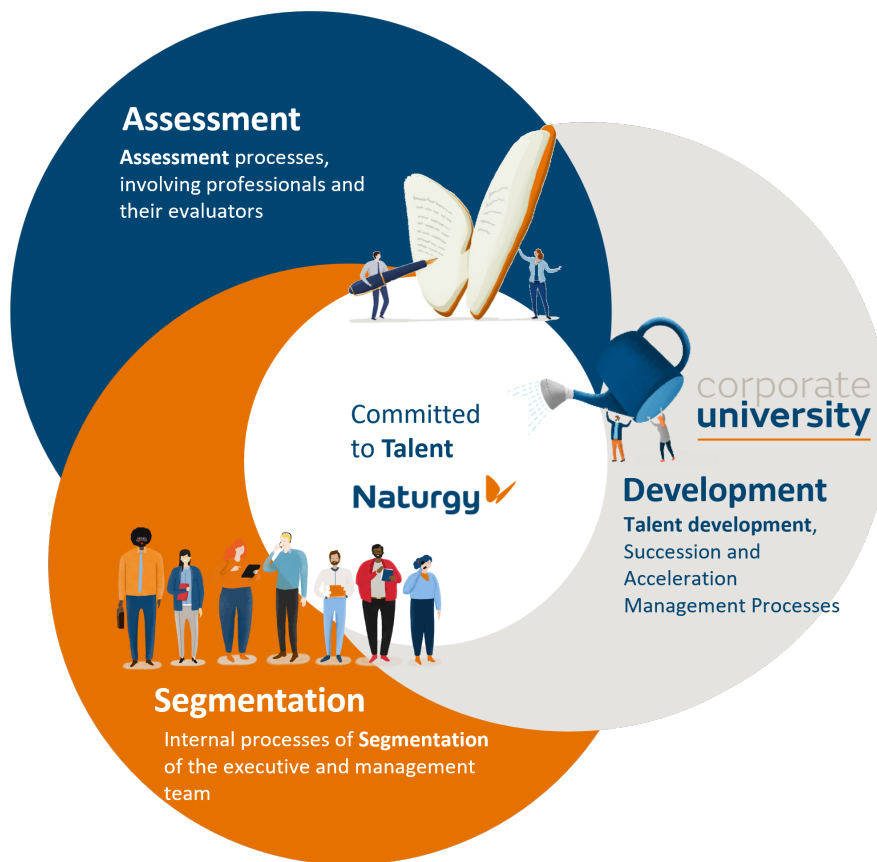 Assessment
Assessment processes,
involving professionals and
their evaluators
Committed
to Talent
Naturgy
corporate
university
Development
Talent development,
Succession and
Acceleration
Management Processes
Segmentation
Internal processes of Segmentation
of the executive and management
team